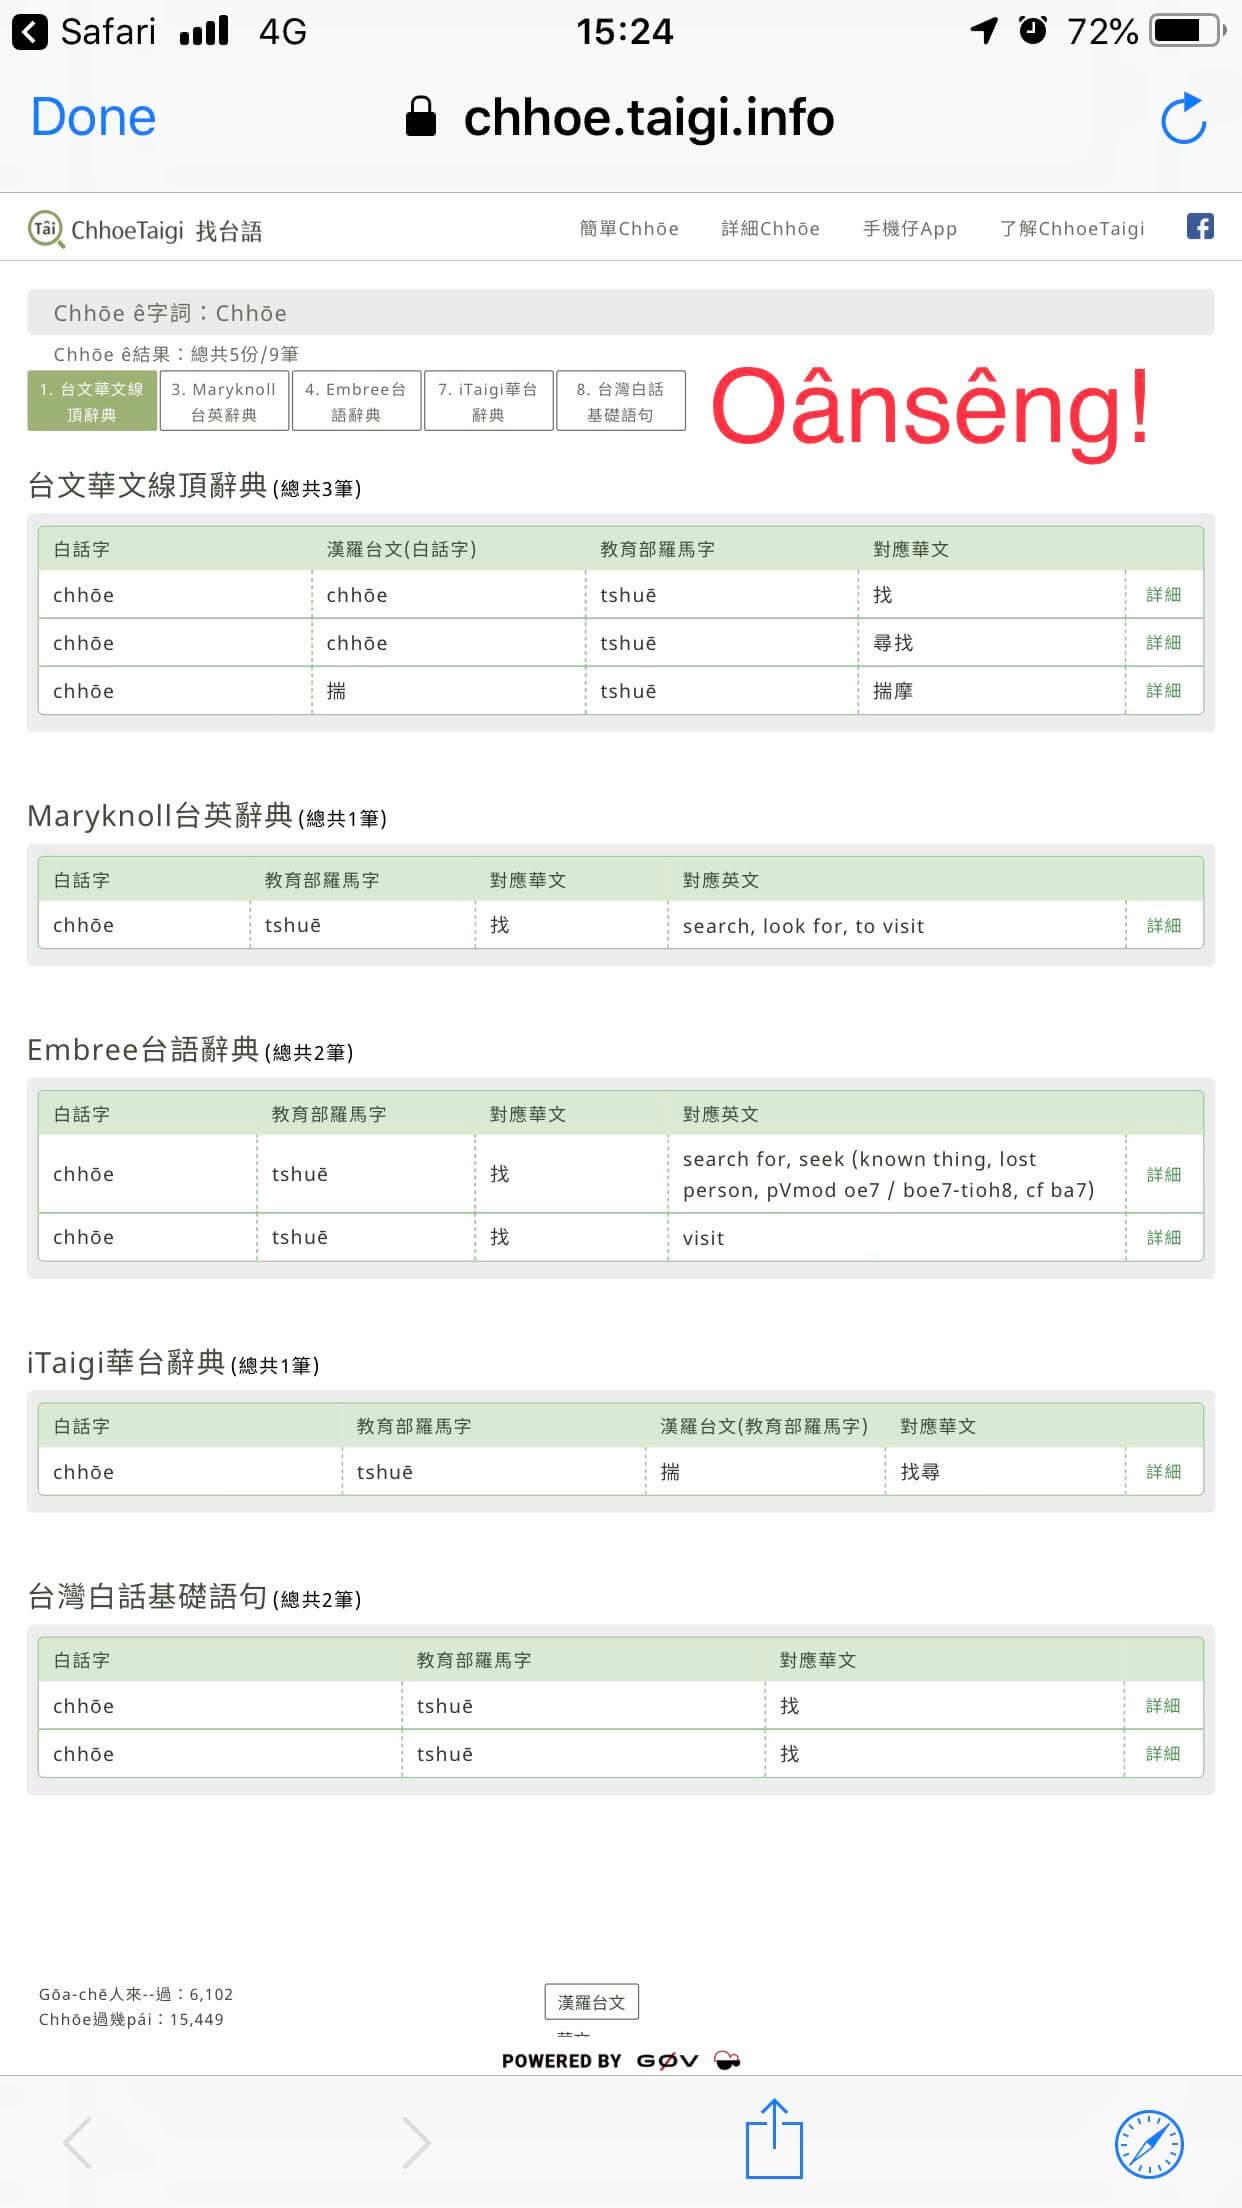 Safari 4G 15:24 72%
Done chhoe.taigi.info
Tâi ChhoeTaigi 找台語 簡單Chhōe 詳細Chhōe 手機仔App 了解ChhoeTaigi
Chhōe ê字詞：Chhōe
Chhōe ê結果：總共5份/9筆
1. 台文華文線頂辭典 3. Maryknoll台英辭典 4. Embree台語辭典 7. iTaigi華台辭典 8. 台灣白話基礎語句
Oânsêng!
台文華文線頂辭典 (總共3筆)
白話字 漢羅台文(白話字) 教育部羅馬字 對應華文
chhōe chhōe tshuē 找 詳細
chhōe chhōe tshuē 尋找 詳細
chhōe 揣 tshuē 揣摩 詳細
Maryknoll台英辭典 (總共1筆)
白話字 教育部羅馬字 對應華文 對應英文
chhōe tshuē 找 search, look for, to visit 詳細
Embree台語辭典 (總共2筆)
白話字 教育部羅馬字 對應華文 對應英文
chhōe tshuē 找 search for, seek (known thing, lost
person, pVmod oe7 / boe7-tioh8, cf ba7) 詳細
chhōe tshuē 找 visit 詳細
iTaigi華台辭典 (總共1筆)
白話字 教育部羅馬字 漢羅台文(教育部羅馬字) 對應華文
chhōe tshuē 揣 找尋 詳細
台灣白話基礎語句 (總共2筆)
白話字 教育部羅馬字 對應華文
chhōe tshuē 找 詳細
chhōe tshuē 找 詳細
Gōa-chē人來--過：6,102
Chhōe過幾pái：15,449
漢羅台文
POWERED BY G0V